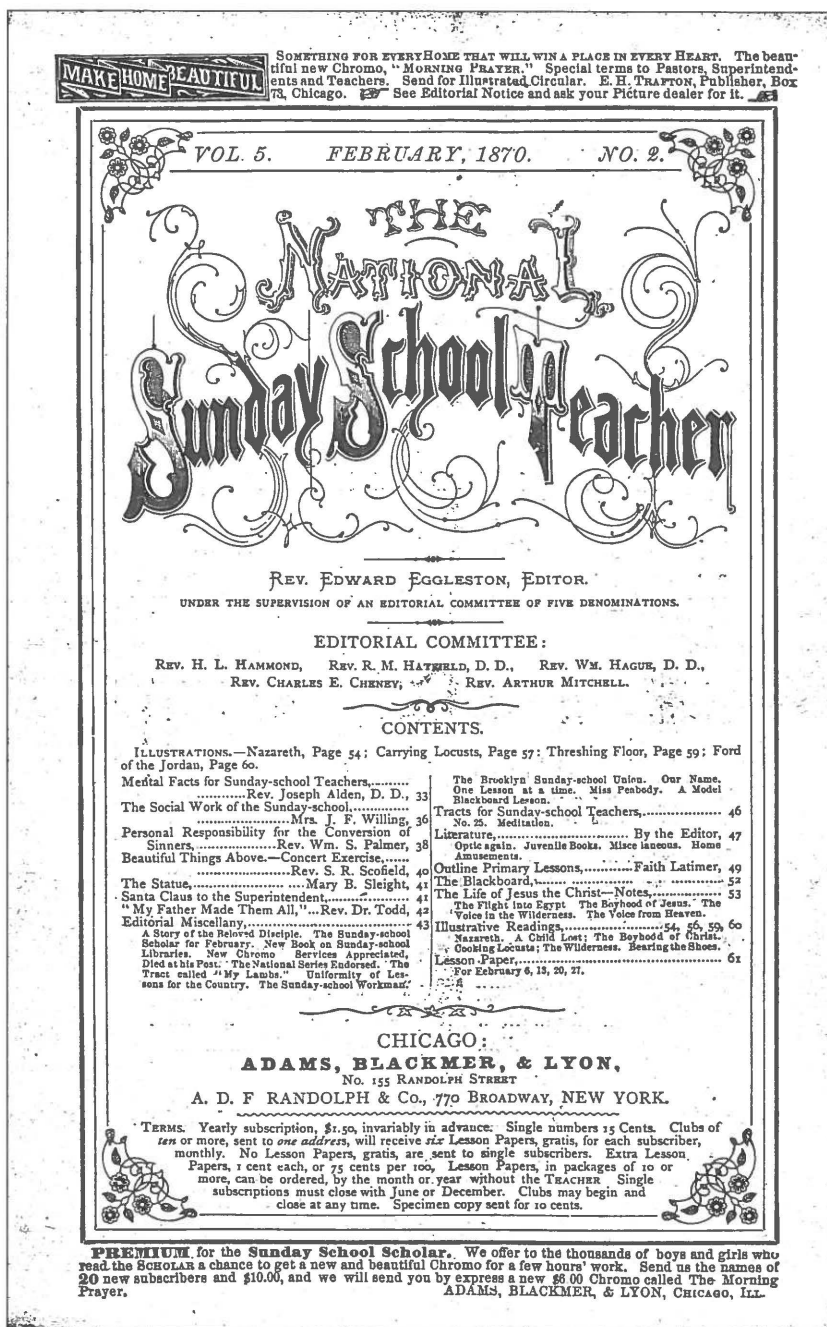 MAKE HOME BEAUTIFUL
SOMETHING FOR EVERY HOME THAT WILL WIN A PLACE IN EVERY HEART. The beau-
tiful new Chromo, "MORNING PRAYER." Special terms to Pastors, Superintend-
ents and Teachers. Send for Illustrated Circular. E. H. TRAFTON, Publisher, Box
73, Chicago. See Editorial Notice and ask your Picture dealer for it.
VOL. 5. FEBRUARY, 1870. NO. 2.
THE
NATIONAL
Sunday School Teacher
REV. EDWARD EGGLESTON, EDITOR.
UNDER THE SUPERVISION OF AN EDITORIAL COMMITTEE OF FIVE DENOMINATIONS.
EDITORIAL COMMITTEE:
REV. H. L. HAMMOND, REV. R. M. HATFIELD, D. D., REV. WM. HAGUE, D. D.,
REV. CHARLES E. CHENEY, REV. ARTHUR MITCHELL.
CONTENTS.
ILLUSTRATIONS.—Nazareth, Page 54; Carrying Locusts, Page 57: Threshing Floor, Page 59; Ford
of the Jordan, Page 60.
Mental Facts for Sunday-school Teachers,..........
......................Rev. Joseph Alden, D. D., 33
The Social Work of the Sunday-school,..............
..............................Mrs. J. F. Willing, 36
Personal Responsibility for the Conversion of
Sinners,..................Rev. Wm. S. Palmer, 38
Beautiful Things Above.—Concert Exercise,......
..............................Rev. S. R. Scofield, 40
The Statue,.....................Mary B. Sleight, 41
Santa Claus to the Superintendent,................. 41
"My Father Made Them All,"...Rev. Dr. Todd, 42
Editorial Miscellany,................................ 43
A Story of the Beloved Disciple. The Sunday-school
Scholar for February. New Book on Sunday-school
Libraries. New Chromo Services Appreciated,
Died at his Post. The National Series Endorsed. The
Tract called "My Lambs." Uniformity of Les-
sons for the Country. The Sunday-school Workman.
The Brooklyn Sunday-school Union. Our Name.
One Lesson at a time. Miss Peabody. A Model
Blackboard Lesson.
Tracts for Sunday-school Teachers,................. 46
No. 25. Meditation.
Literature,............................ By the Editor, 47
Optic again. Juvenile Books. Misce laneous. Home
Amusements.
Outline Primary Lessons,............Faith Latimer, 49
The Blackboard,..................................... 52
The Life of Jesus the Christ—Notes,................ 53
The Flight into Egypt The Boyhood of Jesus. The
Voice in the Wilderness. The Voice from Heaven.
Illustrative Readings,......................54, 56, 59, 60
Nazareth. A Child Lost; The Boyhood of Christ.
Cooking Locusts; The Wilderness. Bearing the Shoes.
Lesson Paper,........................................ 61
For February 6, 13, 20, 27.
CHICAGO:
ADAMS, BLACKMER, & LYON,
NO. 155 RANDOLPH STREET
A. D. F RANDOLPH & CO., 770 BROADWAY, NEW YORK.
TERMS. Yearly subscription, $1.50, invariably in advance. Single numbers 15 Cents. Clubs of
ten or more, sent to one address, will receive six Lesson Papers, gratis, for each subscriber,
monthly. No Lesson Papers, gratis, are sent to single subscribers. Extra Lesson
Papers, 1 cent each, or 75 cents per 100, Lesson Papers, in packages of 10 or
more, can be ordered, by the month or year without the TEACHER Single
subscriptions must close with June or December. Clubs may begin and
close at any time. Specimen copy sent for 10 cents.
PREMIUM for the Sunday School Scholar. We offer to the thousands of boys and girls who
read the SCHOLAR a chance to get a new and beautiful Chromo for a few hours' work. Send us the names of
20 new subscribers and $10.00, and we will send you by express a new $6.00 Chromo called The Morning
Prayer. ADAMS, BLACKMER, & LYON, CHICAGO, ILL.